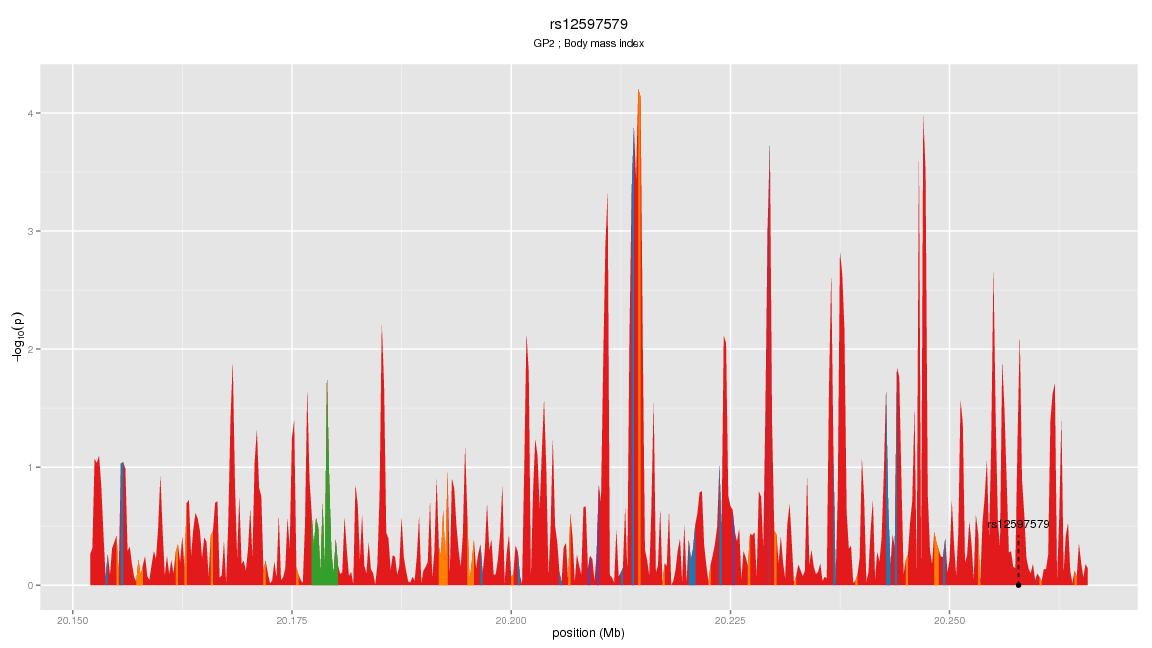 rs12597579
GP2 ; Body mass index
4
3
2
1
0
−log10(p)
rs12597579
20.150 20.175 20.200 20.225 20.250
position (Mb)